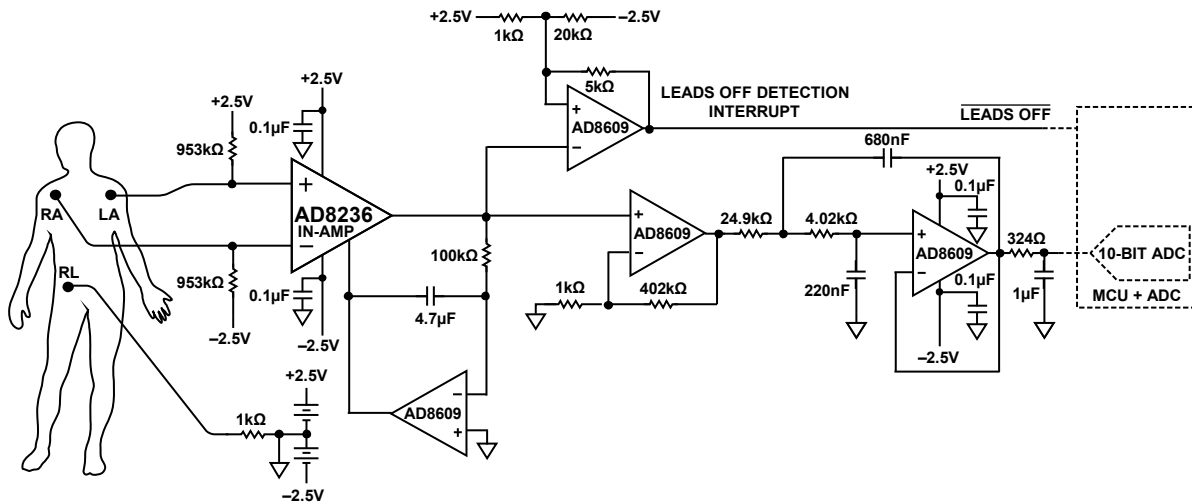 +2.5V
–2.5V
1kΩ
20kΩ
5kΩ
+
AD8609
–
LEADS OFF DETECTION
INTERRUPT
LEADS OFF
+2.5V
+2.5V
0.1µF
953kΩ
+
AD8236
IN-AMP
–
RA
LA
RL
953kΩ
–2.5V
0.1µF
–2.5V
100kΩ
4.7µF
–
AD8609
+
+2.5V
1kΩ
–2.5V
+
AD8609
–
1kΩ
402kΩ
24.9kΩ
4.02kΩ
680nF
220nF
+2.5V
0.1µF
+
AD8609
–
0.1µF
–2.5V
324Ω
1µF
10-BIT ADC
MCU + ADC